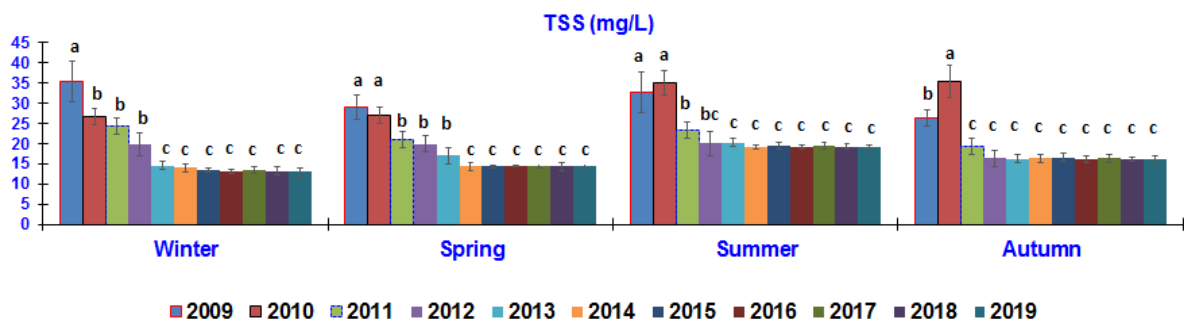 TSS (mg/L)
45
40
35
30
25
20
15
10
5
0
a b b b c c c c c c c
a a b b b c c c c c c
a a b bc c c c c c c c
b a c c c c c c c c c
Winter Spring Summer Autumn
2009 2010 2011 2012 2013 2014 2015 2016 2017 2018 2019